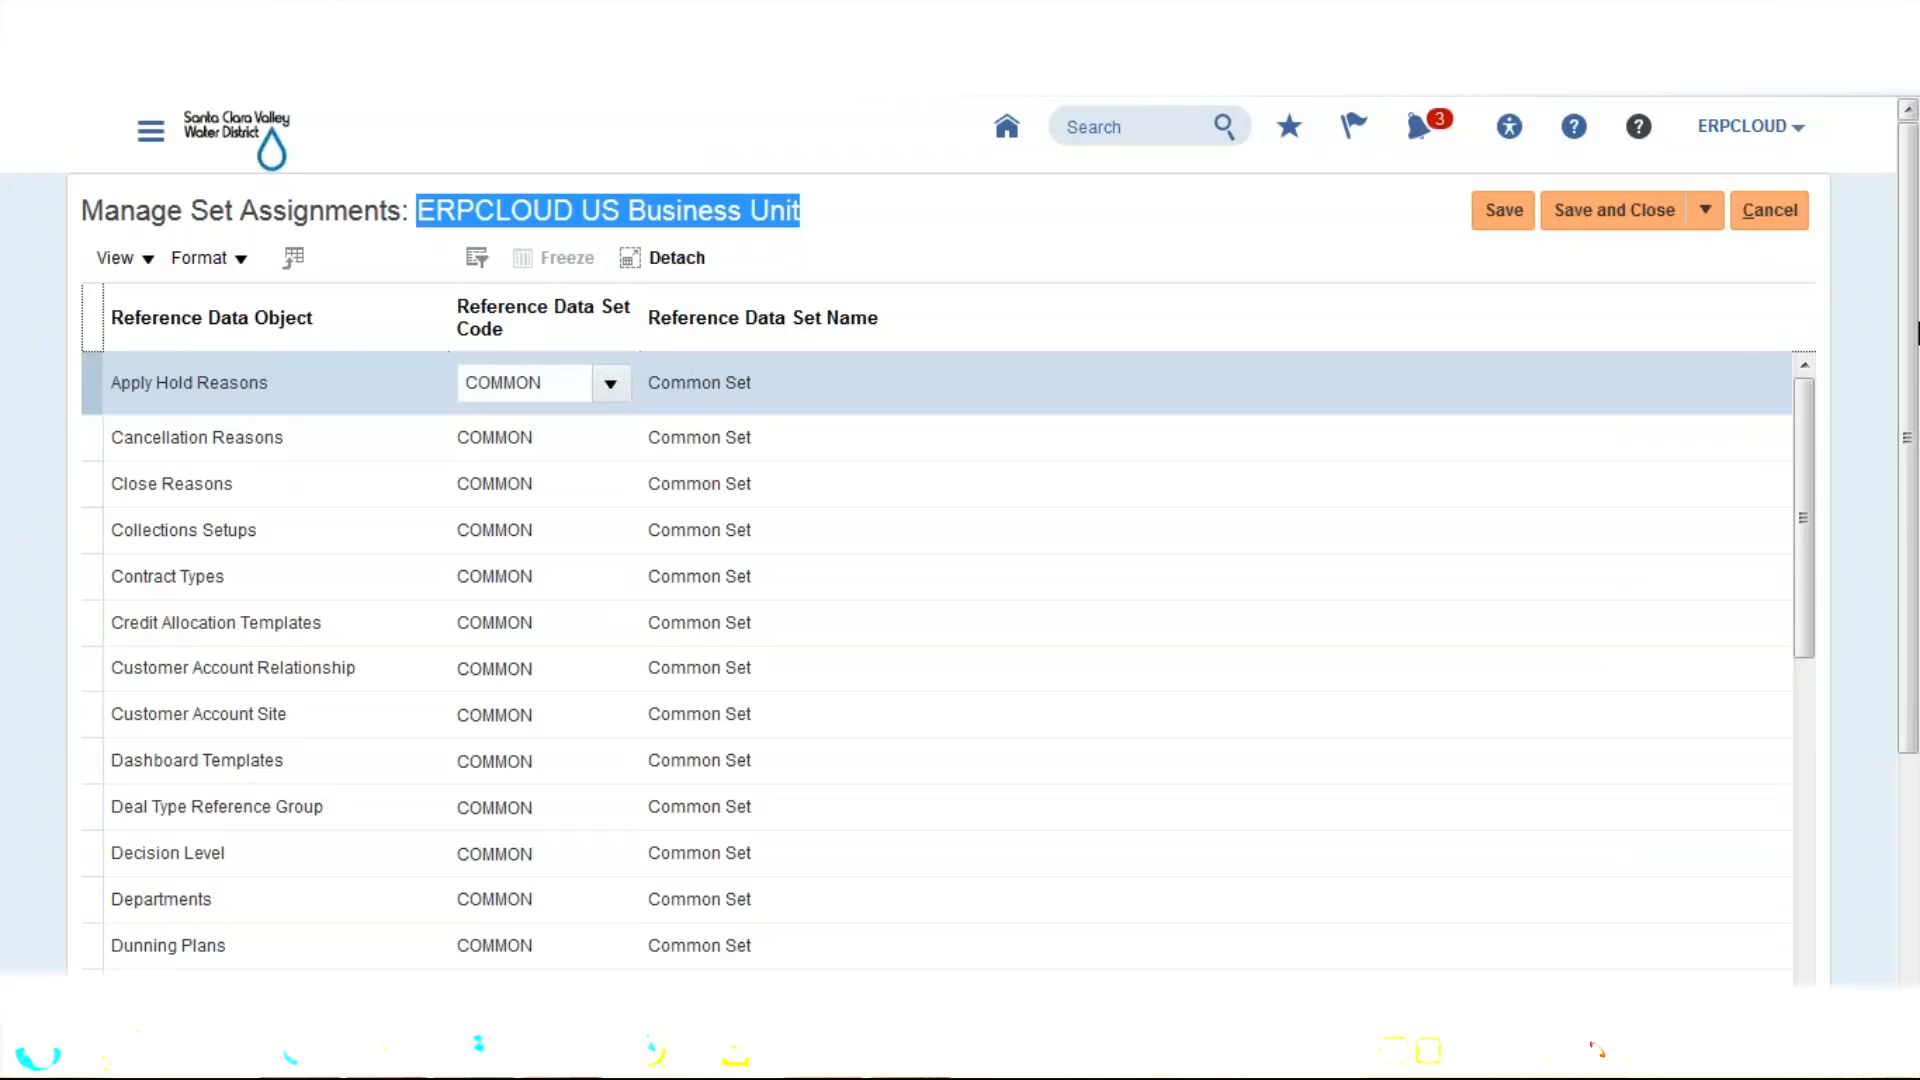 Santa Clara Valley
Water District
Search
3
ERPCLOUD
Manage Set Assignments: ERPCLOUD US Business Unit
Save
Save and Close
Cancel
View
Format
Freeze
Detach
Reference Data Object
Reference Data Set Code
Reference Data Set Name
Apply Hold Reasons COMMON Common Set
Cancellation Reasons COMMON Common Set
Close Reasons COMMON Common Set
Collections Setups COMMON Common Set
Contract Types COMMON Common Set
Credit Allocation Templates COMMON Common Set
Customer Account Relationship COMMON Common Set
Customer Account Site COMMON Common Set
Dashboard Templates COMMON Common Set
Deal Type Reference Group COMMON Common Set
Decision Level COMMON Common Set
Departments COMMON Common Set
Dunning Plans COMMON Common Set